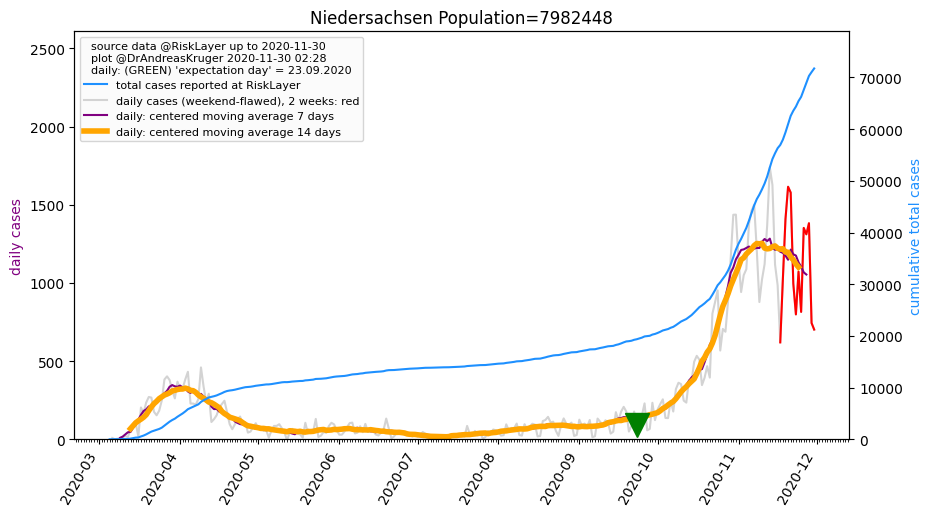 Niedersachsen Population=7982448
source data @RiskLayer up to 2020-11-30
plot @DrAndreasKruger 2020-11-30 02:28
daily: (GREEN) 'expectation day' = 23.09.2020
total cases reported at RiskLayer
daily cases (weekend-flawed), 2 weeks: red
daily: centered moving average 7 days
daily: centered moving average 14 days
daily cases
2500
2000
1500
1000
500
0
cumulative total cases
70000
60000
50000
40000
30000
20000
10000
0
2020-03
2020-04
2020-05
2020-06
2020-07
2020-08
2020-09
2020-10
2020-11
2020-12